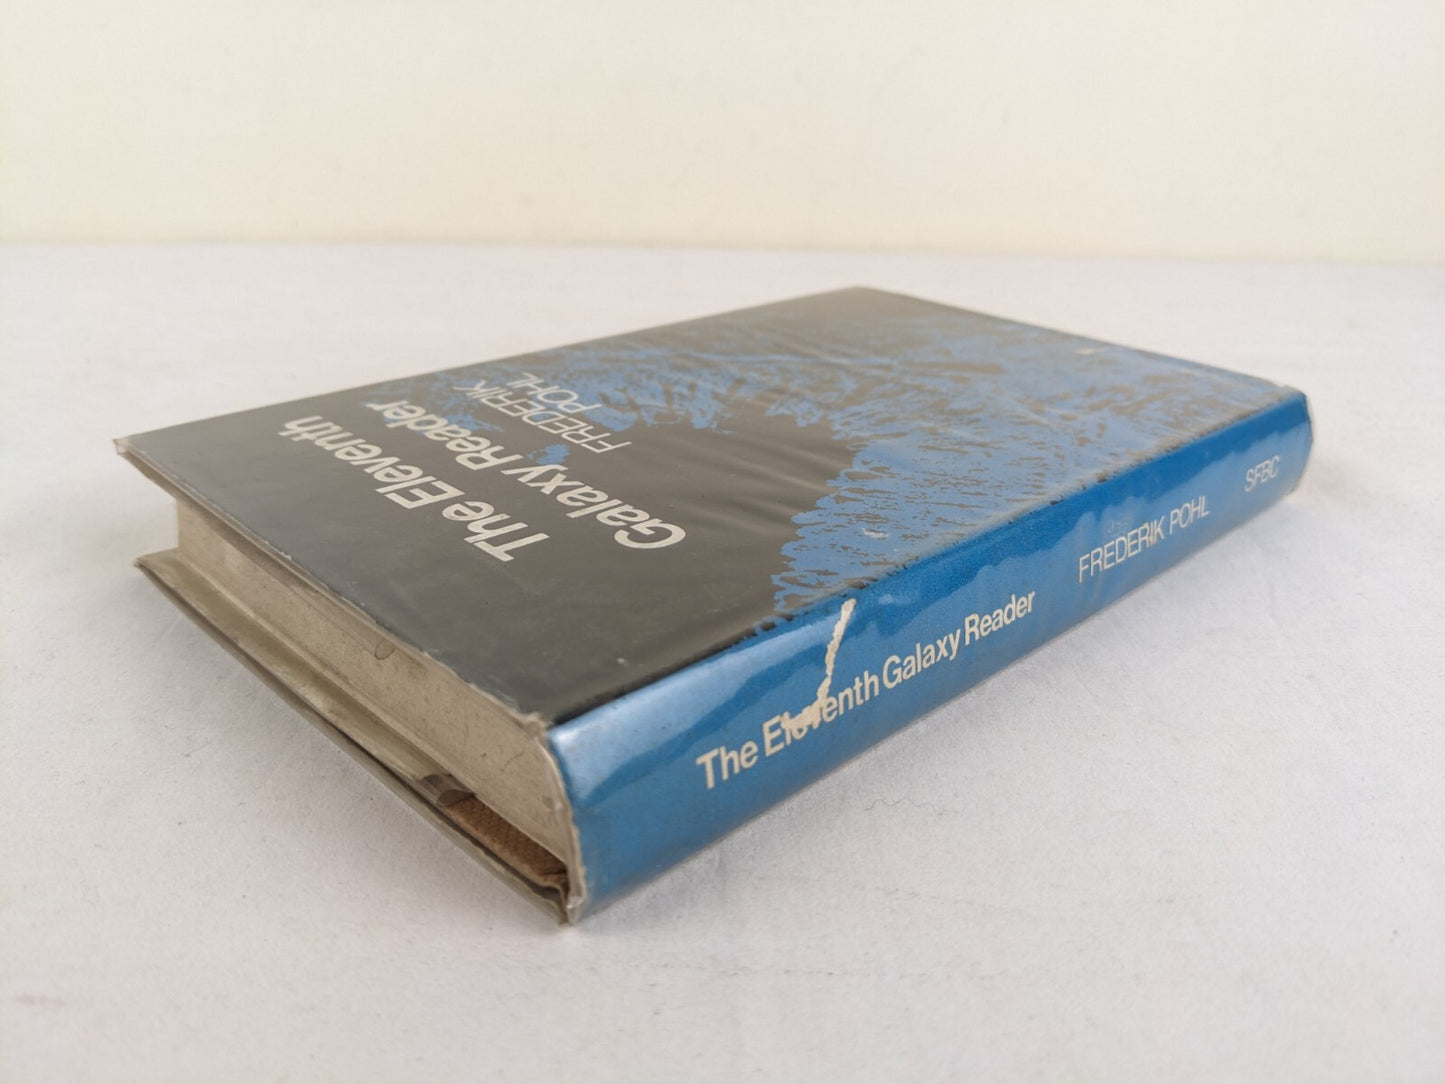 The Eleventh
Galaxy Reader
FREDERIK
POHL
The Eleventh Galaxy Reader FREDERIK POHL SFBC